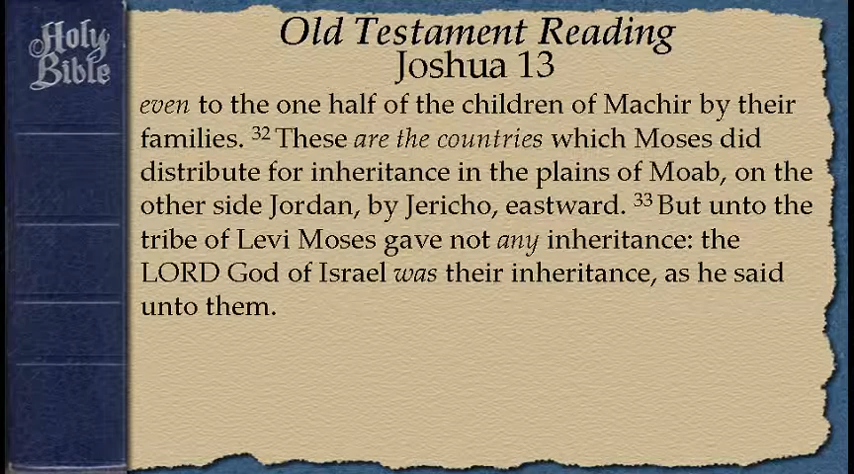 Holy
Bible
Old Testament Reading
Joshua 13
even to the one half of the children of Machir by their
families. 32 These are the countries which Moses did
distribute for inheritance in the plains of Moab, on the
other side Jordan, by Jericho, eastward. 33 But unto the
tribe of Levi Moses gave not any inheritance: the
LORD God of Israel was their inheritance, as he said
unto them.